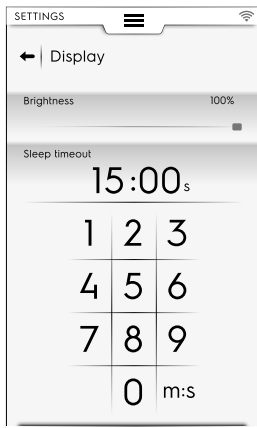 SETTINGS
Display
Brightness 100%
Sleep timeout
15:00s
1 2 3
4 5 6
7 8 9
0 m:s